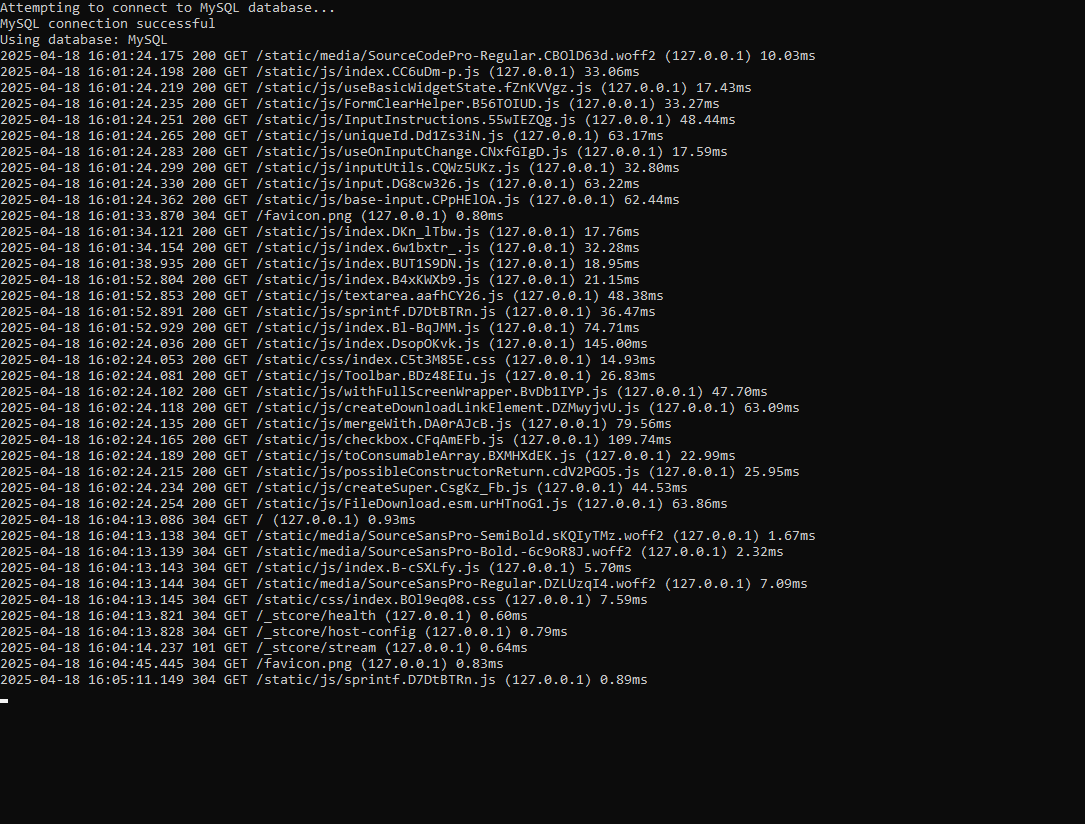 Attempting to connect to MySQL database...
MySQL connection successful
Using database: MySQL
2025-04-18 16:01:24.175 200 GET /static/media/SourceCodePro-Regular.CBOlD63d.woff2 (127.0.0.1) 10.03ms
2025-04-18 16:01:24.198 200 GET /static/js/index.CC6uDm-p.js (127.0.0.1) 33.06ms
2025-04-18 16:01:24.219 200 GET /static/js/useBasicWidgetState.fZnKVVgz.js (127.0.0.1) 17.43ms
2025-04-18 16:01:24.235 200 GET /static/js/FormClearHelper.B56TOIUD.js (127.0.0.1) 33.27ms
2025-04-18 16:01:24.251 200 GET /static/js/InputInstructions.55wIEZQg.js (127.0.0.1) 48.44ms
2025-04-18 16:01:24.265 200 GET /static/js/uniqueId.Dd1Zs3iN.js (127.0.0.1) 63.17ms
2025-04-18 16:01:24.283 200 GET /static/js/useOnInputChange.CNxfGIgD.js (127.0.0.1) 17.59ms
2025-04-18 16:01:24.299 200 GET /static/js/inputUtils.CQWz5UKz.js (127.0.0.1) 32.80ms
2025-04-18 16:01:24.330 200 GET /static/js/input.DG8cw326.js (127.0.0.1) 63.22ms
2025-04-18 16:01:24.362 200 GET /static/js/base-input.CPpHElOA.js (127.0.0.1) 62.44ms
2025-04-18 16:01:33.870 304 GET /favicon.png (127.0.0.1) 0.80ms
2025-04-18 16:01:34.121 200 GET /static/js/index.DKn_lTbw.js (127.0.0.1) 17.76ms
2025-04-18 16:01:34.154 200 GET /static/js/index.6w1bxtr_.js (127.0.0.1) 32.28ms
2025-04-18 16:01:38.935 200 GET /static/js/index.BUT1S9DN.js (127.0.0.1) 18.95ms
2025-04-18 16:01:52.804 200 GET /static/js/index.B4xKWXb9.js (127.0.0.1) 21.15ms
2025-04-18 16:01:52.853 200 GET /static/js/textarea.aafhCY26.js (127.0.0.1) 48.38ms
2025-04-18 16:01:52.891 200 GET /static/js/sprintf.D7DtBTRn.js (127.0.0.1) 36.47ms
2025-04-18 16:01:52.929 200 GET /static/js/index.Bl-BqJMM.js (127.0.0.1) 74.71ms
2025-04-18 16:02:24.036 200 GET /static/js/index.DsopOKvk.js (127.0.0.1) 145.00ms
2025-04-18 16:02:24.053 200 GET /static/css/index.C5t3M85E.css (127.0.0.1) 14.93ms
2025-04-18 16:02:24.081 200 GET /static/js/Toolbar.BDz48EIu.js (127.0.0.1) 26.83ms
2025-04-18 16:02:24.102 200 GET /static/js/withFullScreenWrapper.BvDb1IYP.js (127.0.0.1) 47.70ms
2025-04-18 16:02:24.118 200 GET /static/js/createDownloadLinkElement.DZMwyjvU.js (127.0.0.1) 63.09ms
2025-04-18 16:02:24.135 200 GET /static/js/mergeWith.DA0rAJcB.js (127.0.0.1) 79.56ms
2025-04-18 16:02:24.165 200 GET /static/js/checkbox.CFqAmEFb.js (127.0.0.1) 109.74ms
2025-04-18 16:02:24.189 200 GET /static/js/toConsumableArray.BXMHXdEK.js (127.0.0.1) 22.99ms
2025-04-18 16:02:24.215 200 GET /static/js/possibleConstructorReturn.cdV2PGO5.js (127.0.0.1) 25.95ms
2025-04-18 16:02:24.234 200 GET /static/js/createSuper.CsgKz_Fb.js (127.0.0.1) 44.53ms
2025-04-18 16:02:24.254 200 GET /static/js/FileDownload.esm.urHTnoG1.js (127.0.0.1) 63.86ms
2025-04-18 16:04:13.086 304 GET / (127.0.0.1) 0.93ms
2025-04-18 16:04:13.138 304 GET /static/media/SourceSansPro-SemiBold.sKQIyTMz.woff2 (127.0.0.1) 1.67ms
2025-04-18 16:04:13.139 304 GET /static/media/SourceSansPro-Bold.-6c9oR8J.woff2 (127.0.0.1) 2.32ms
2025-04-18 16:04:13.143 304 GET /static/js/index.B-cSXLfy.js (127.0.0.1) 5.70ms
2025-04-18 16:04:13.144 304 GET /static/media/SourceSansPro-Regular.DZLUzqI4.woff2 (127.0.0.1) 7.09ms
2025-04-18 16:04:13.145 304 GET /static/css/index.BOl9eq08.css (127.0.0.1) 7.59ms
2025-04-18 16:04:13.821 304 GET /_stcore/health (127.0.0.1) 0.60ms
2025-04-18 16:04:13.828 304 GET /_stcore/host-config (127.0.0.1) 0.79ms
2025-04-18 16:04:14.237 101 GET /_stcore/stream (127.0.0.1) 0.64ms
2025-04-18 16:04:45.445 304 GET /favicon.png (127.0.0.1) 0.83ms
2025-04-18 16:05:11.149 304 GET /static/js/sprintf.D7DtBTRn.js (127.0.0.1) 0.89ms